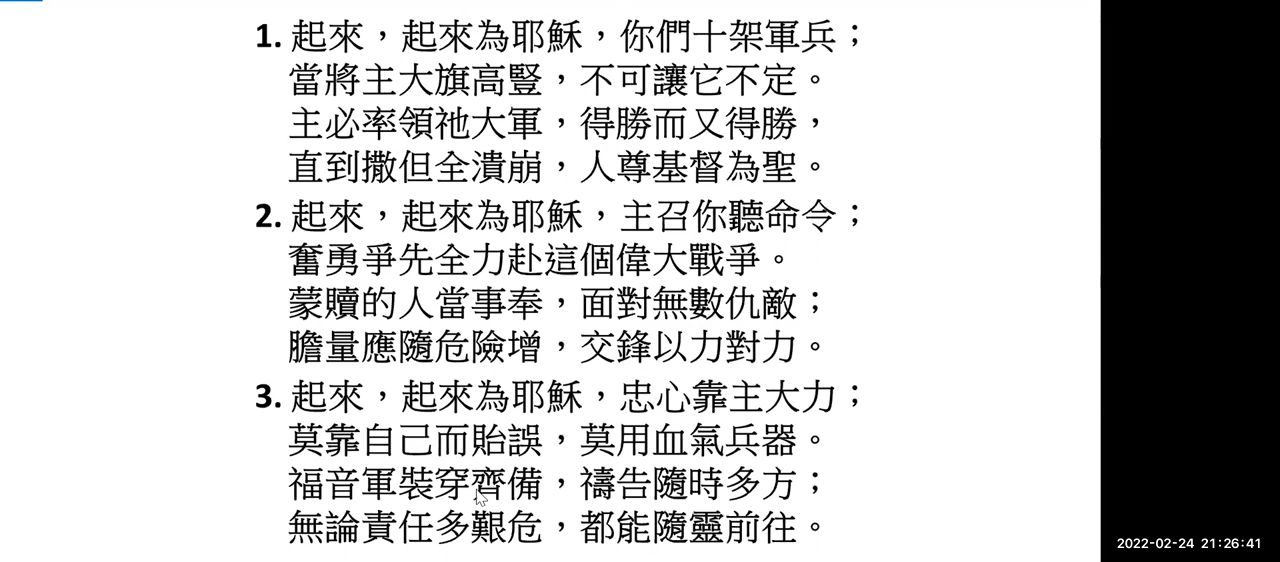 1. 起來，起來為耶穌，你們十架軍兵；
當將主大旗高豎，不可讓它不定。
主必率領祂大軍，得勝而又得勝，
直到撒但全潰崩，人尊基督為聖。
2. 起來，起來為耶穌，主召你聽命令；
奮勇爭先全力赴這個偉大戰爭。
蒙贖的人當事奉，面對無數仇敵；
膽量應隨危險增，交鋒以力對力。
3. 起來，起來為耶穌，忠心靠主大力；
莫靠自己而貽誤，莫用血氣兵器。
福音軍裝穿齊備，禱告隨時多方；
無論責任多艱危，都能隨靈前往。
2022-02-24 21:26:41